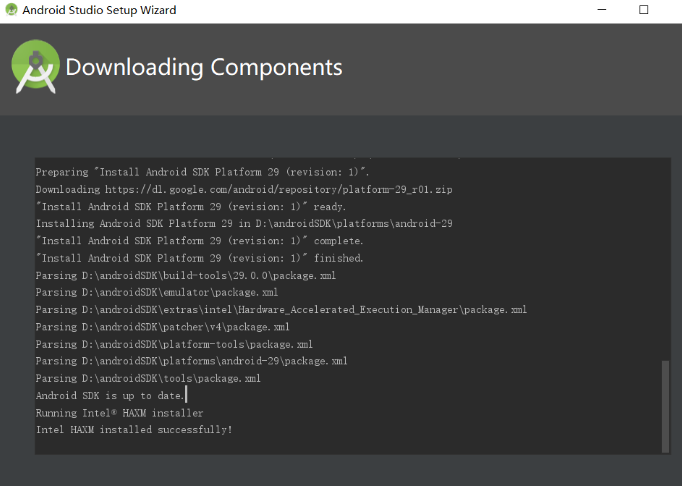 Android Studio Setup Wizard
Downloading Components
Preparing "Install Android SDK Platform 29 (revision: 1)".
Downloading https://dl.google.com/android/repository/platform-29_r01.zip
"Install Android SDK Platform 29 (revision: 1)" ready.
Installing Android SDK Platform 29 in D:\androidSDK\platforms\android-29
"Install Android SDK Platform 29 (revision: 1)" complete.
"Install Android SDK Platform 29 (revision: 1)" finished.
Parsing D:\androidSDK\build-tools\29.0.0\package.xml
Parsing D:\androidSDK\emulator\package.xml
Parsing D:\androidSDK\extras\intel\Hardware_Accelerated_Execution_Manager\package.xml
Parsing D:\androidSDK\patcher\v4\package.xml
Parsing D:\androidSDK\platform-tools\package.xml
Parsing D:\androidSDK\platforms\android-29\package.xml
Parsing D:\androidSDK\tools\package.xml
Android SDK is up to date.
Running Intel® HAXM installer
Intel HAXM installed successfully!